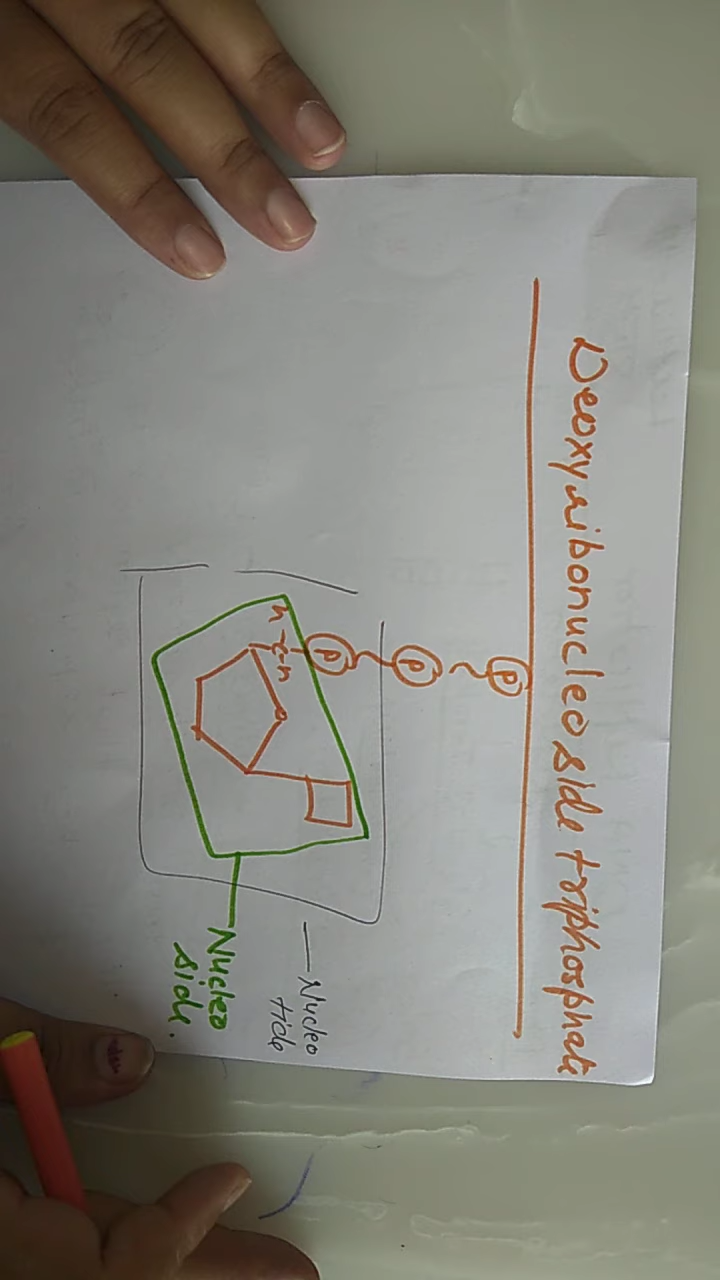 Deoxyribonucleoside triphosphate
P
P
P
H-C-H
O
Nucleo
tide
Nucleo
side.